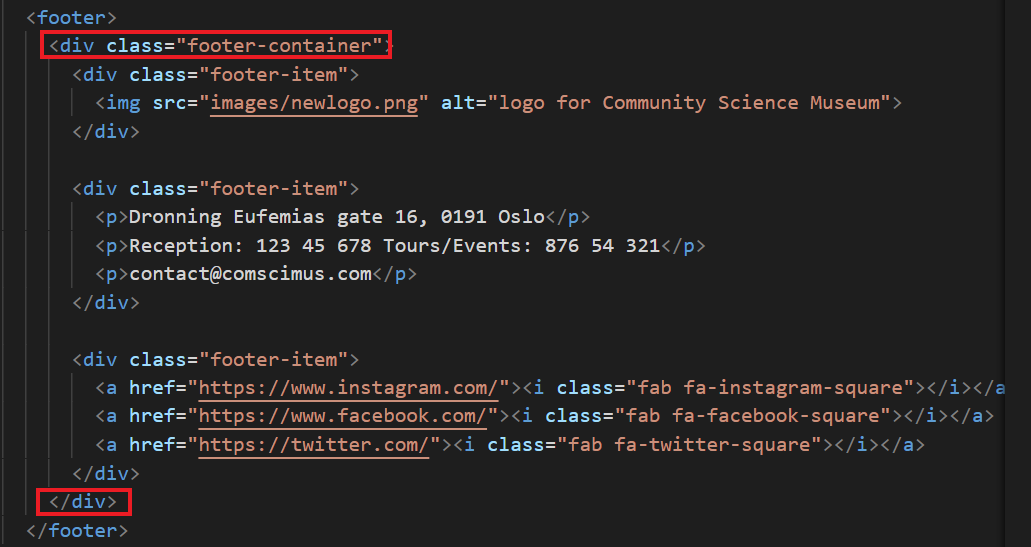 <footer>
<div class="footer-container">
<div class="footer-item">
<img src="images/newlogo.png" alt="logo for Community Science Museum">
</div>
<div class="footer-item">
<p>Dronning Eufemias gate 16, 0191 Oslo</p>
<p>Reception: 123 45 678 Tours/Events: 876 54 321</p>
<p>contact@comscimus.com</p>
</div>
<div class="footer-item">
<a href="https://www.instagram.com/"><i class="fab fa-instagram-square"></i></a
<a href="https://www.facebook.com/"><i class="fab fa-facebook-square"></i></a>
<a href="https://twitter.com/"><i class="fab fa-twitter-square"></i></a>
</div>
</div>
</footer>